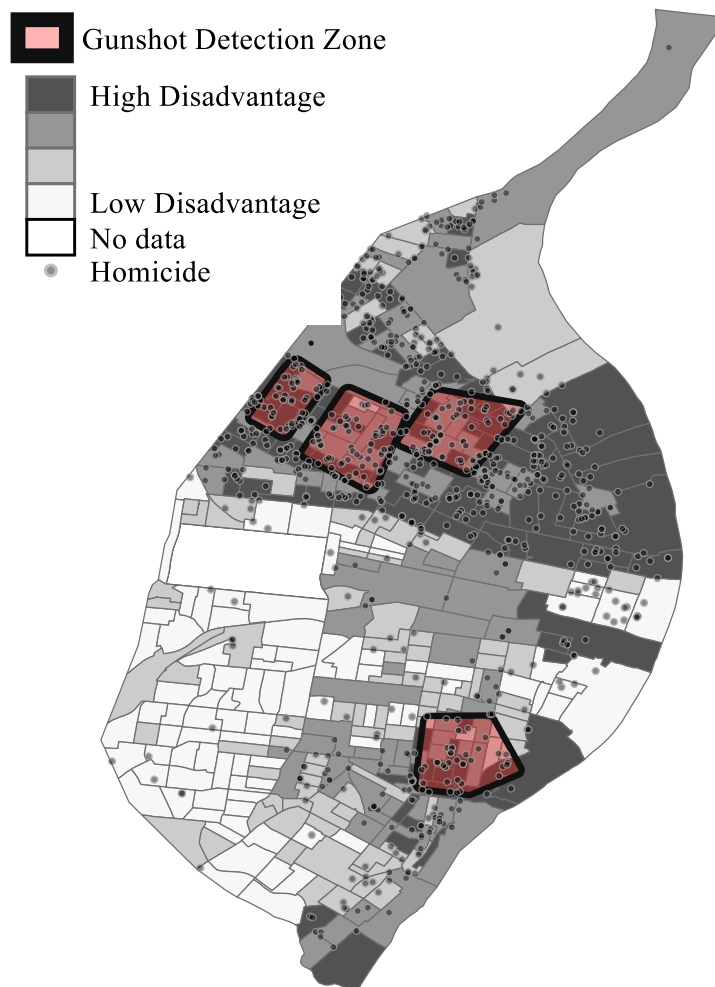 Gunshot Detection Zone
High Disadvantage
Low Disadvantage
No data
Homicide